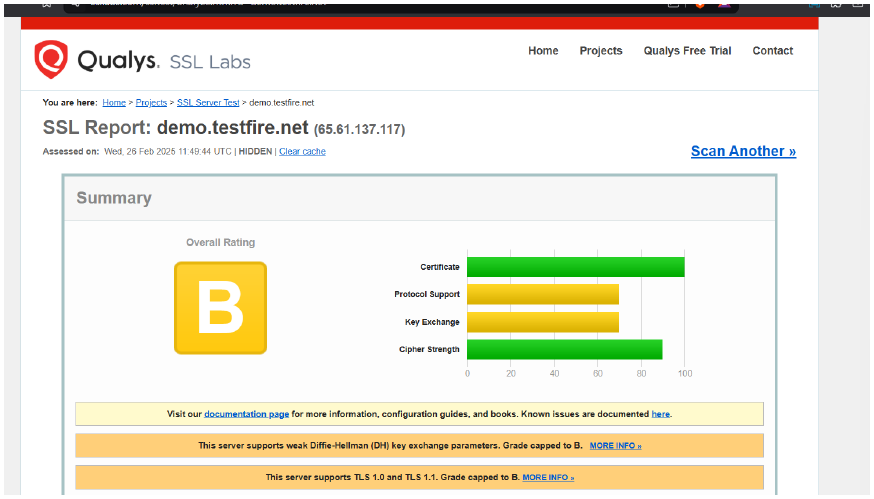 Qualys. SSL Labs
Home Projects Qualys Free Trial Contact
You are here: Home > Projects > SSL Server Test > demo.testfire.net
SSL Report: demo.testfire.net (65.61.137.117)
Assessed on: Wed, 26 Feb 2025 11:49:44 UTC | HIDDEN | Clear cache
Scan Another »
Summary
Overall Rating
B
Certificate
Protocol Support
Key Exchange
Cipher Strength
0 20 40 60 80 100
Visit our documentation page for more information, configuration guides, and books. Known issues are documented here.
This server supports weak Diffie-Hellman (DH) key exchange parameters. Grade capped to B. MORE INFO »
This server supports TLS 1.0 and TLS 1.1. Grade capped to B. MORE INFO »